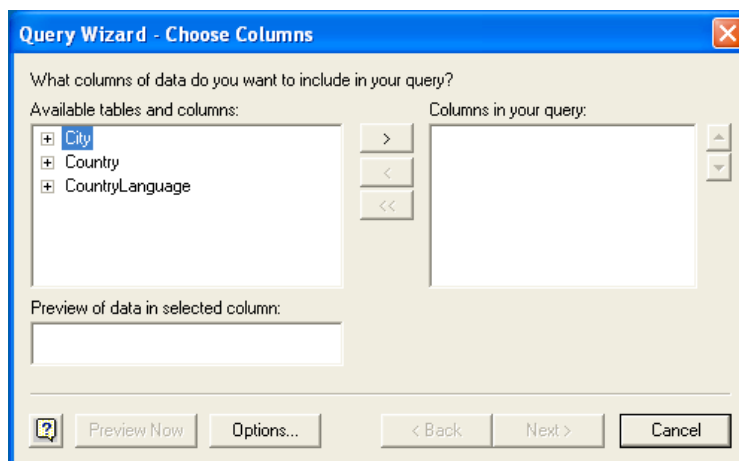 Query Wizard - Choose Columns
What columns of data do you want to include in your query?
Available tables and columns:
Columns in your query:
City
Country
CountryLanguage
>
<
<<
Preview of data in selected column:
?
Preview Now
Options...
< Back
Next >
Cancel